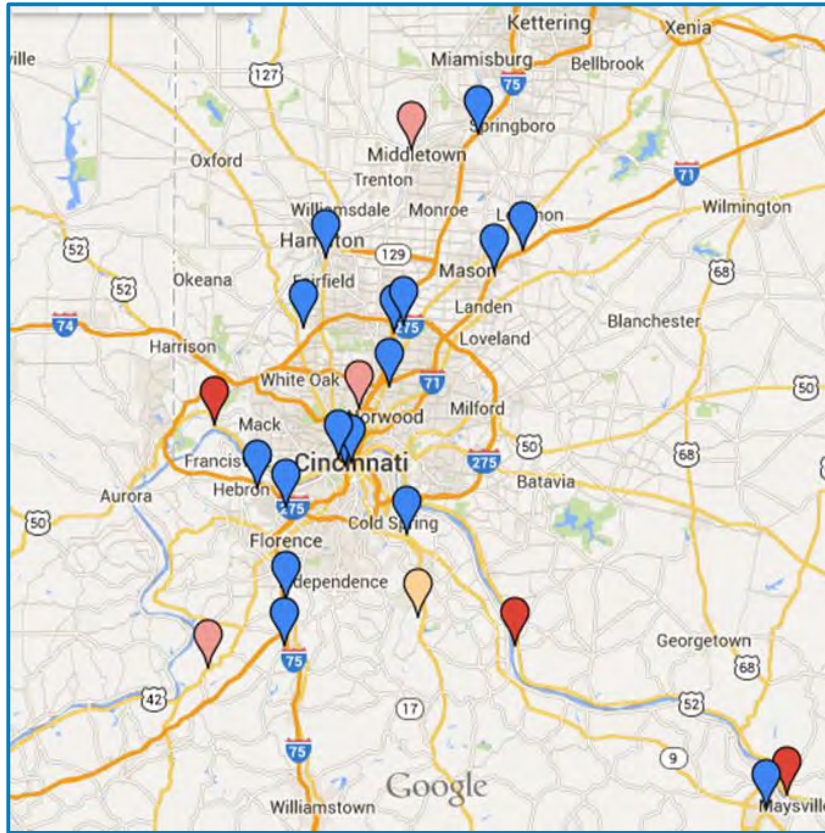 Kettering
Xenia
ville
Miamisburg
127
75
Bellbrook
Springboro
Middletown
Oxford
Trenton
71
Williamsdale
Monroe
Wilmington
52
129
68
Mason
Okeana
Fairfield
52
Landen
74
275
Blanchester
Harrison
Loveland
White Oak
71
50
Norwood
Milford
Mack
50
Cincinnati
275
68
Hebron
Batavia
Aurora
275
50
Cold Spring
Florence
Georgetown
75
68
42
17
52
75
9
Google
Williamstown
Maysville